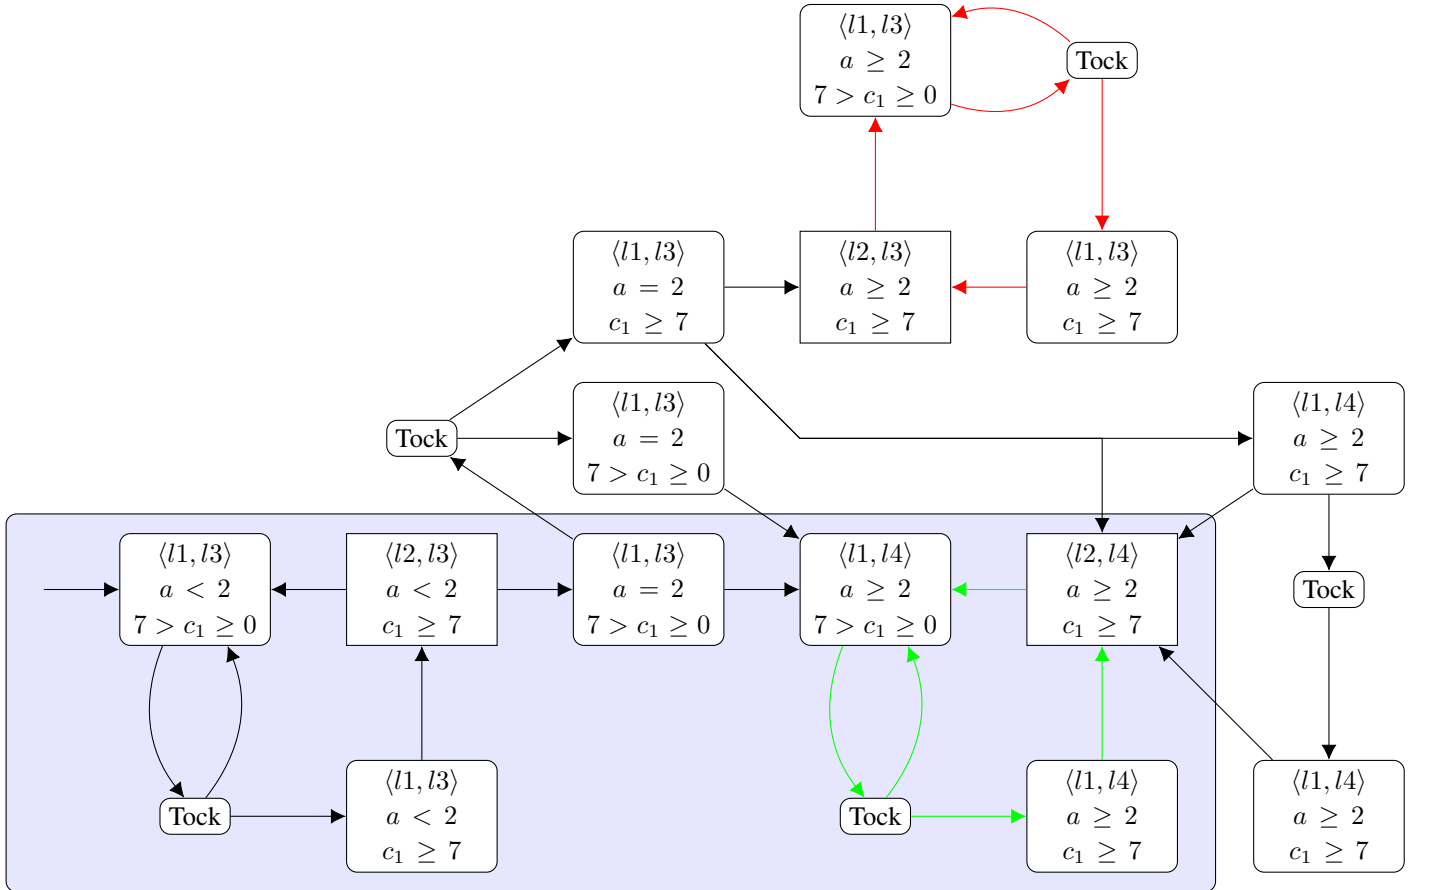 ⟨l1, l3⟩
a ≥ 2
7 > c₁ ≥ 0
Tock
⟨l1, l3⟩
a = 2
c₁ ≥ 7
⟨l2, l3⟩
a ≥ 2
c₁ ≥ 7
⟨l1, l3⟩
a ≥ 2
c₁ ≥ 7
Tock
⟨l1, l3⟩
a = 2
7 > c₁ ≥ 0
⟨l1, l4⟩
a ≥ 2
c₁ ≥ 7
⟨l1, l3⟩
a < 2
7 > c₁ ≥ 0
⟨l2, l3⟩
a < 2
c₁ ≥ 7
⟨l1, l3⟩
a = 2
7 > c₁ ≥ 0
⟨l1, l4⟩
a ≥ 2
7 > c₁ ≥ 0
⟨l2, l4⟩
a ≥ 2
c₁ ≥ 7
Tock
Tock
⟨l1, l3⟩
a < 2
c₁ ≥ 7
Tock
⟨l1, l4⟩
a ≥ 2
c₁ ≥ 7
⟨l1, l4⟩
a ≥ 2
c₁ ≥ 7